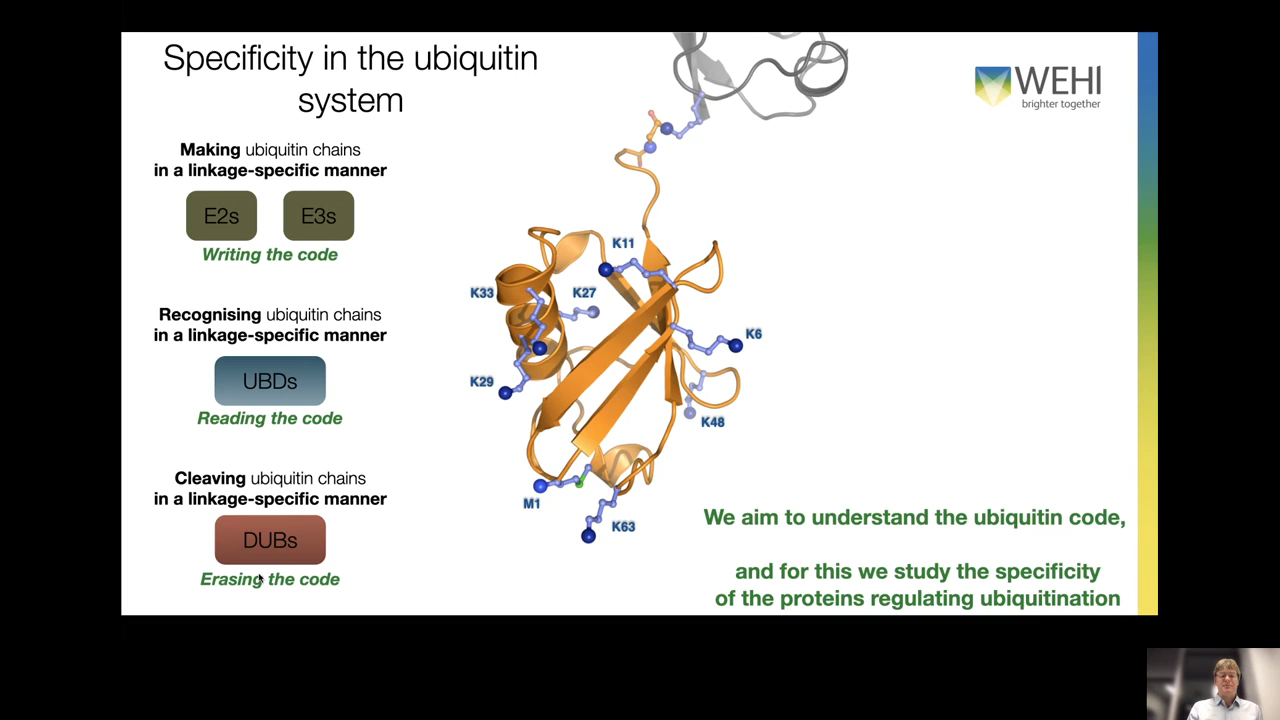 Specificity in the ubiquitin
system
WEHI
brighter together
Making ubiquitin chains
in a linkage-specific manner
E2s
E3s
Writing the code
Recognising ubiquitin chains
in a linkage-specific manner
UBDs
Reading the code
Cleaving ubiquitin chains
in a linkage-specific manner
DUBs
Erasing the code
K11
K33
K27
K6
K29
K48
M1
K63
We aim to understand the ubiquitin code,
and for this we study the specificity
of the proteins regulating ubiquitination